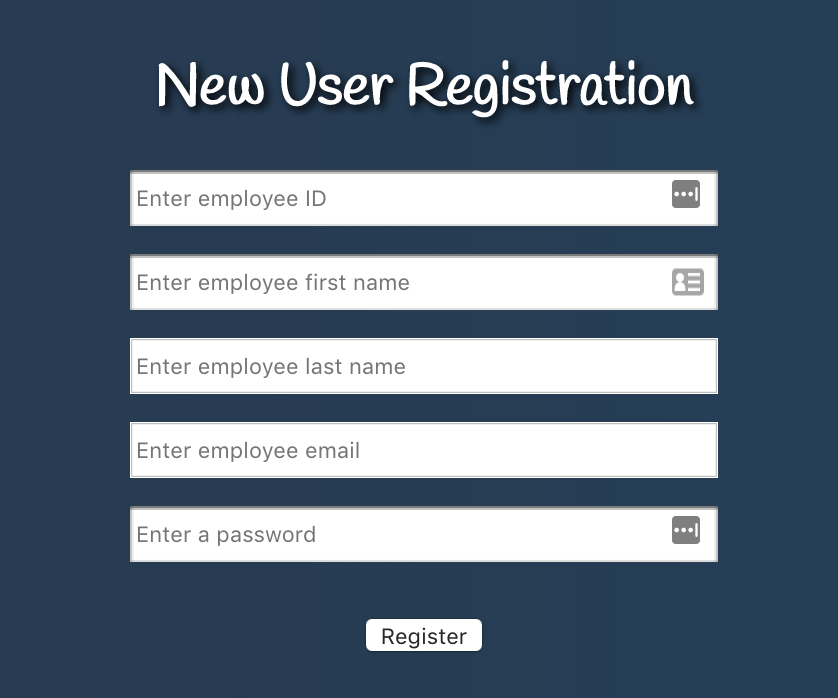 New User Registration
Enter employee ID
Enter employee first name
Enter employee last name
Enter employee email
Enter a password
Register